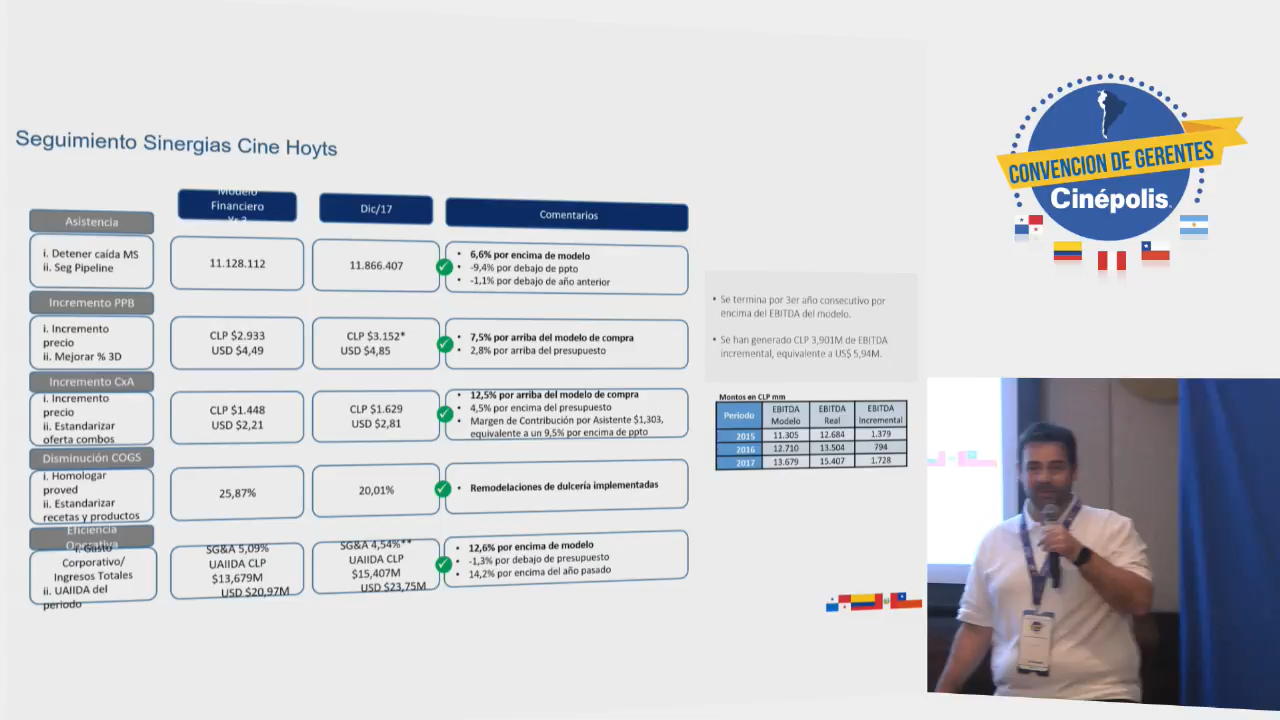 Seguimiento Sinergias Cine Hoyts
Modelo
Financiero
Yr 3
Dic/17
Comentarios
Asistencia
i. Detener caída MS
ii. Seg Pipeline
11.128.112
11.866.407
• 6,6% por encima de modelo
• -9,4% por debajo de ppto
• -1,1% por debajo de año anterior
Incremento PPB
i. Incremento
precio
ii. Mejorar % 3D
CLP $2.933
USD $4,49
CLP $3.152*
USD $4,85
• 7,5% por arriba del modelo de compra
• 2,8% por arriba del presupuesto
Incremento CxA
i. Incremento
precio
ii. Estandarizar
oferta combos
CLP $1.448
USD $2,21
CLP $1.629
USD $2,81
• 12,5% por arriba del modelo de compra
• 4,5% por encima del presupuesto
• Margen de Contribución por Asistente $1,303,
equivalente a un 9,5% por encima de ppto
Disminución COGS
i. Homologar
proved
ii. Estandarizar
recetas y productos
25,87%
20,01%
• Remodelaciones de dulcería implementadas
Eficiencia
Operativa
i. Gasto
Corporativo/
Ingresos Totales
ii. UAIIDA del
periodo
SG&A 5,09%
UAIIDA CLP
$13,679M
USD $20,97M
SG&A 4,54%**
UAIIDA CLP
$15,407M
USD $23,75M
• 12,6% por encima de modelo
• -1,3% por debajo de presupuesto
• 14,2% por encima del año pasado
• Se termina por 3er año consecutivo por
encima del EBITDA del modelo.
• Se han generado CLP 3,901M de EBITDA
incremental, equivalente a US$ 5,94M.
Montos en CLP mm
Periodo EBITDA Modelo EBITDA Real EBITDA Incremental
2015 11.305 12.684 1.379
2016 12.710 13.504 794
2017 13.679 15.407 1.728
CONVENCION DE GERENTES
Cinépolis